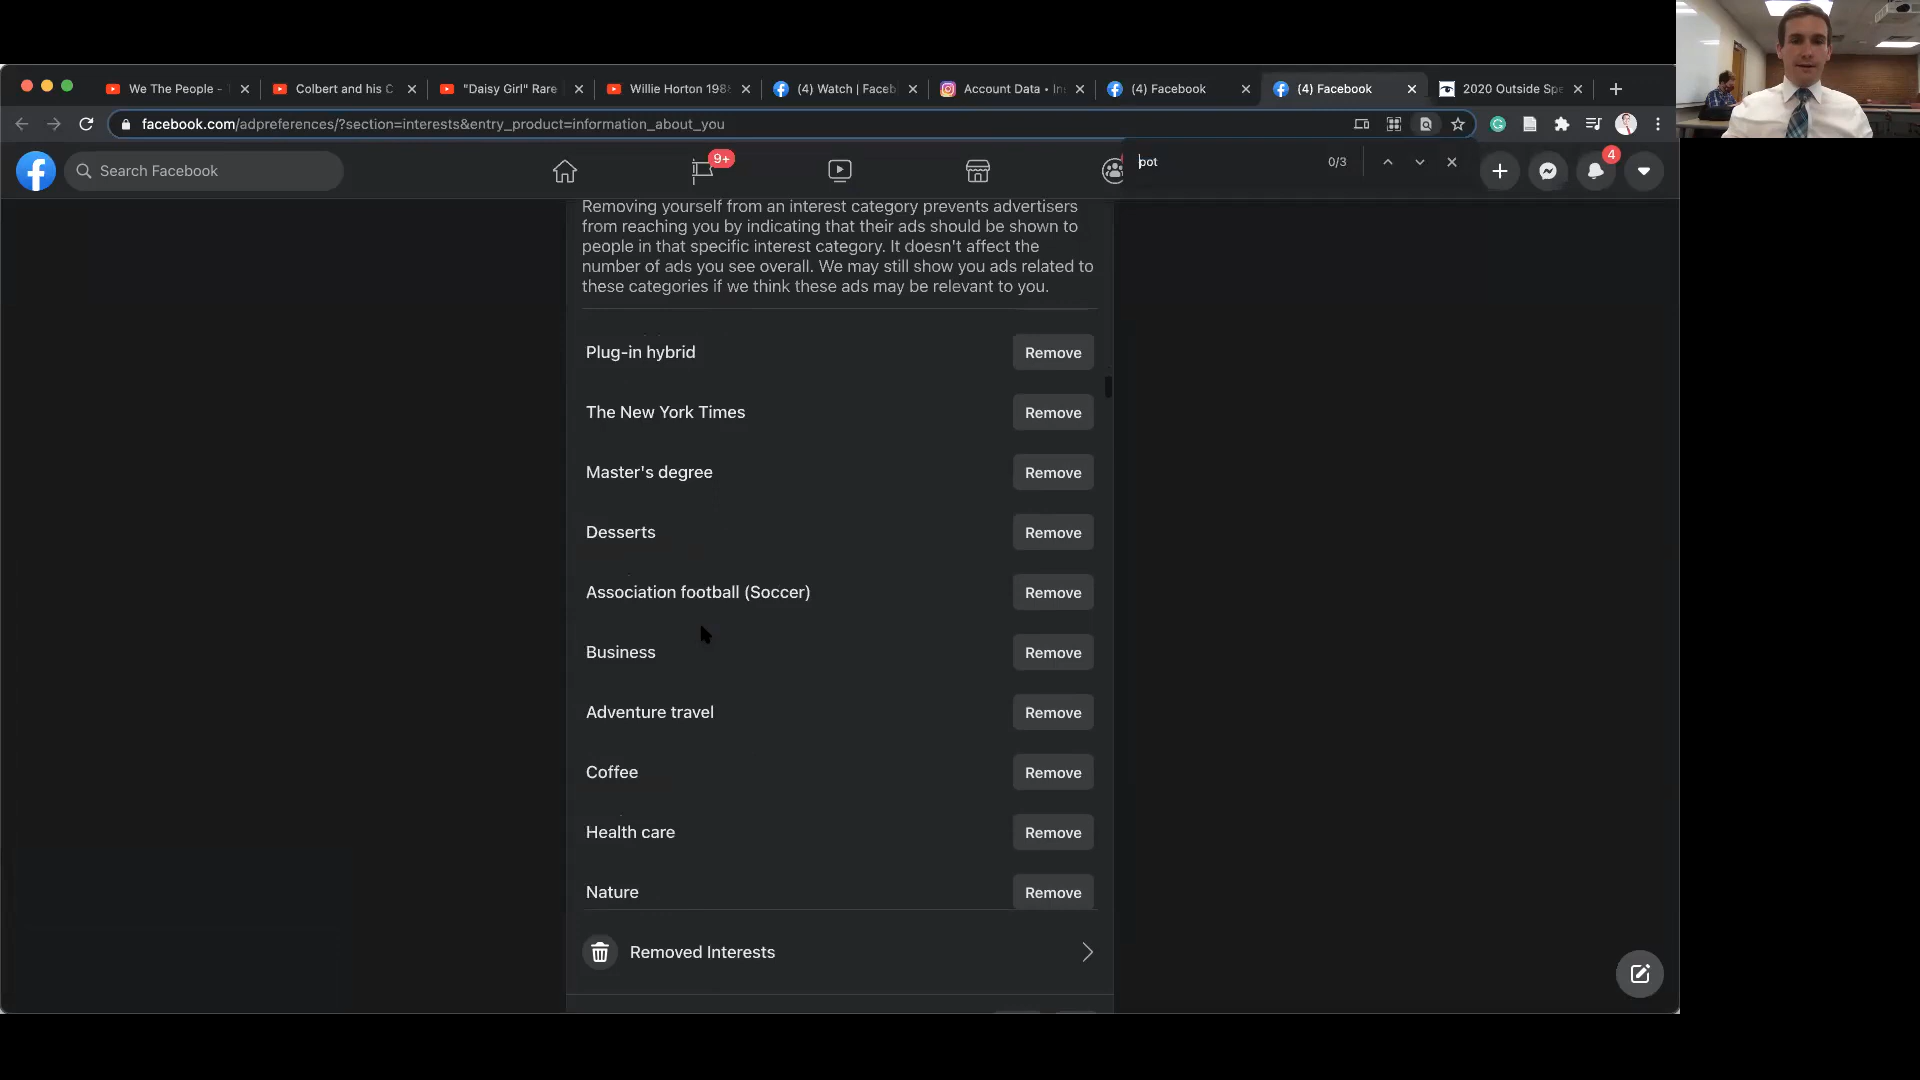 We The People -
Colbert and his C
"Daisy Girl" Rare
Willie Horton 198
(4) Watch | Faceb
Account Data • In
(4) Facebook
(4) Facebook
2020 Outside Spe
facebook.com/adpreferences/?section=interests&entry_product=information_about_you
Search Facebook
9+
pot
0/3
4
Removing yourself from an interest category prevents advertisers
from reaching you by indicating that their ads should be shown to
people in that specific interest category. It doesn't affect the
number of ads you see overall. We may still show you ads related to
these categories if we think these ads may be relevant to you.
Plug-in hybrid
Remove
The New York Times
Remove
Master's degree
Remove
Desserts
Remove
Association football (Soccer)
Remove
Business
Remove
Adventure travel
Remove
Coffee
Remove
Health care
Remove
Nature
Remove
Removed Interests